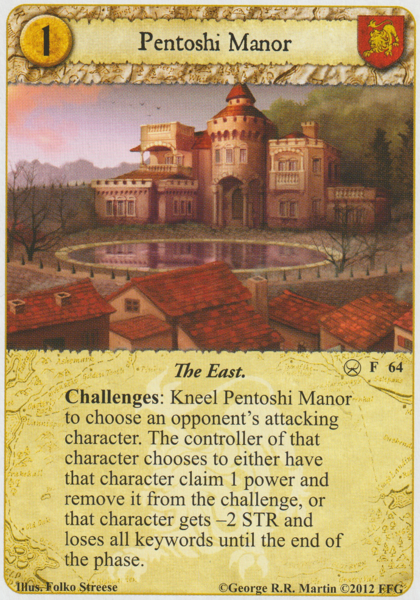 1
Pentoshi Manor
The East.
F 64
Challenges: Kneel Pentoshi Manor
to choose an opponent's attacking
character. The controller of that
character chooses to either have
that character claim 1 power and
remove it from the challenge, or
that character gets –2 STR and
loses all keywords until the end of
the phase.
Illus. Folko Streese
©George R.R. Martin ©2012 FFG